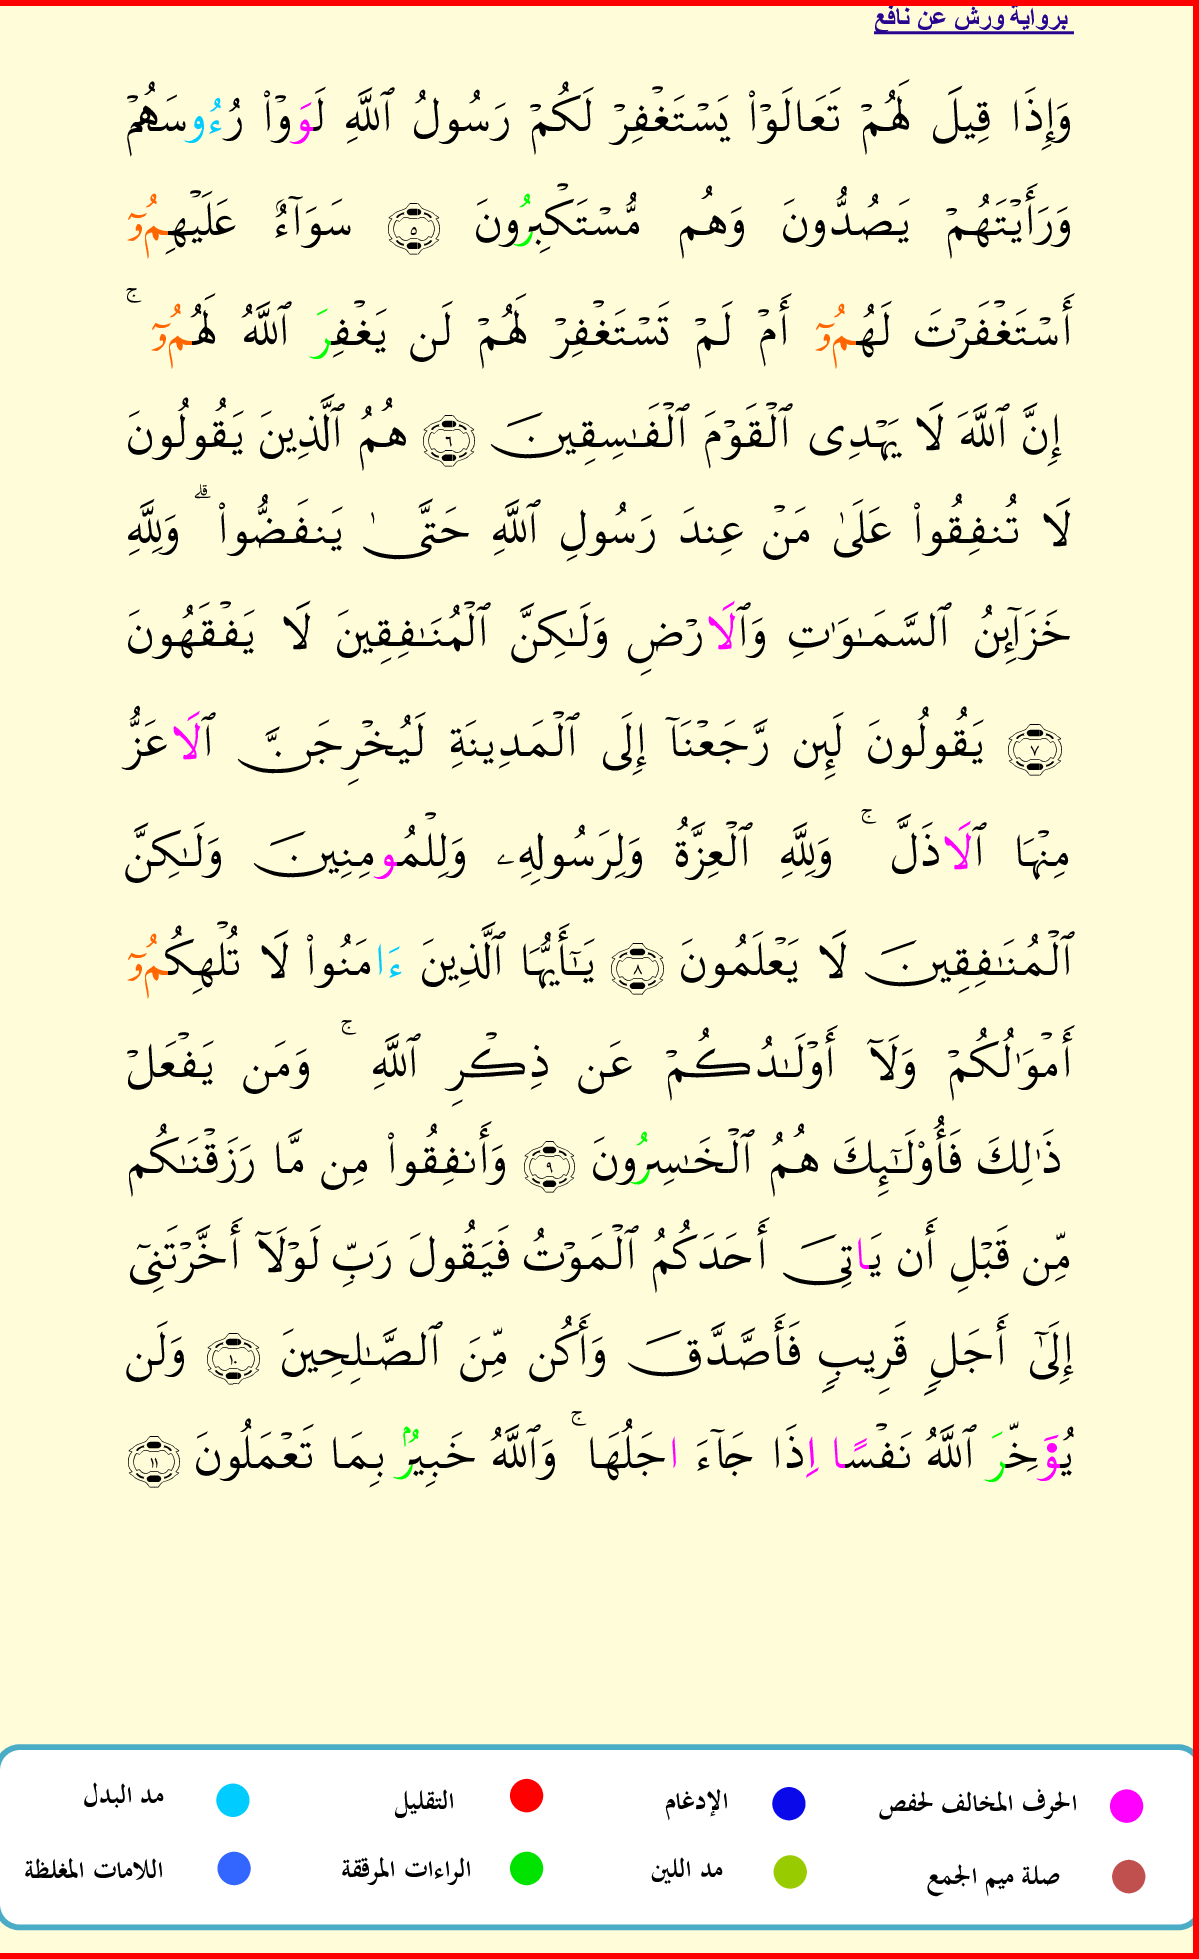 برواية ورش عن نافع
وَإِذَا قِيلَ لَهُمْ تَعَالَوْاْ يَسْتَغْفِرْ لَكُمْ رَسُولُ اُ۬للَّهِ لَوَوْاْ رُءُوسَهُمْ
وَرَأَيْتَهُمْ يَصُدُّونَ وَهُم مُّسْتَكْبِرُونَ ٥ سَوَآءٌ عَلَيْهِمُۥٓ
أَسْتَغْفَرْتَ لَهُمُۥٓ أَمْ لَمْ تَسْتَغْفِرْ لَهُمْ لَن يَغْفِرَ ٱللَّهُ لَهُمُۥٓ ۚ
إِنَّ ٱللَّهَ لَا يَهْدِى ٱلْقَوْمَ ٱلْفَٰسِقِينَ ٦ هُمُ ٱلَّذِينَ يَقُولُونَ
لَا تُنفِقُواْ عَلَىٰ مَنْ عِندَ رَسُولِ ٱللَّهِ حَتَّىٰ يَنفَضُّواْ ۗ وَلِلَّهِ
خَزَآئِنُ ٱلسَّمَٰوَٰتِ وَٱلَارْضِ وَلَٰكِنَّ ٱلْمُنَٰفِقِينَ لَا يَفْقَهُونَ
٧ يَقُولُونَ لَئِن رَّجَعْنَآ إِلَى ٱلْمَدِينَةِ لَيُخْرِجَنَّ ٱلَاعَزُّ
مِنْهَا ٱلَاذَلَّ ۚ وَلِلَّهِ ٱلْعِزَّةُ وَلِرَسُولِهِۦ وَلِلْمُومِنِينَ وَلَٰكِنَّ
ٱلْمُنَٰفِقِينَ لَا يَعْلَمُونَ ٨ يَٰٓأَيُّهَا ٱلَّذِينَ ءَامَنُواْ لَا تُلْهِكُمُۥٓ
أَمْوَٰلُكُمْ وَلَآ أَوْلَٰدُكُمْ عَن ذِكْرِ ٱللَّهِ ۚ وَمَن يَفْعَلْ
ذَٰلِكَ فَأُوْلَٰٓئِكَ هُمُ ٱلْخَٰسِرُونَ ٩ وَأَنفِقُواْ مِن مَّا رَزَقْنَٰكُم
مِّن قَبْلِ أَن يَاتِىَ أَحَدَكُمُ ٱلْمَوْتُ فَيَقُولَ رَبِّ لَوْلَآ أَخَّرْتَنِىٓ
إِلَىٰٓ أَجَلٍ قَرِيبٍ فَأَصَّدَّقَ وَأَكُن مِّنَ ٱلصَّٰلِحِينَ ١٠ وَلَن
يُوَ۬خِّرَ ٱللَّهُ نَفْسًا اِذَا جَآءَ اجَلُهَا ۚ وَٱللَّهُ خَبِيرٌۢ بِمَا تَعْمَلُونَ ١١
الحرف المخالف لحفص الإدغام التقليل مد البدل
صلة ميم الجمع مد اللين الراءات المرققة اللامات المغلظة